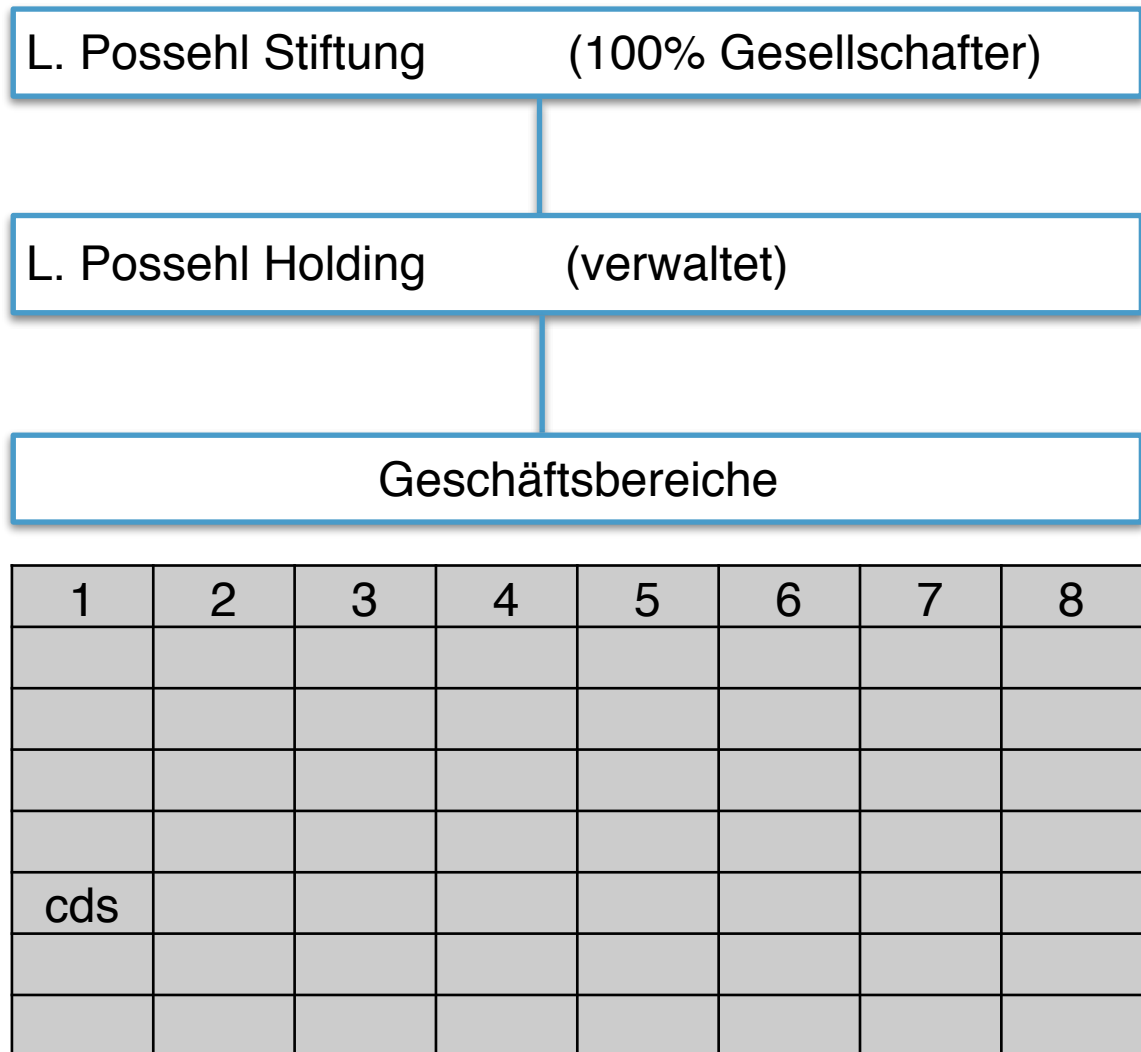 L. Possehl Stiftung (100% Gesellschafter)
L. Possehl Holding (verwaltet)
Geschäftsbereiche
1 2 3 4 5 6 7 8
cds